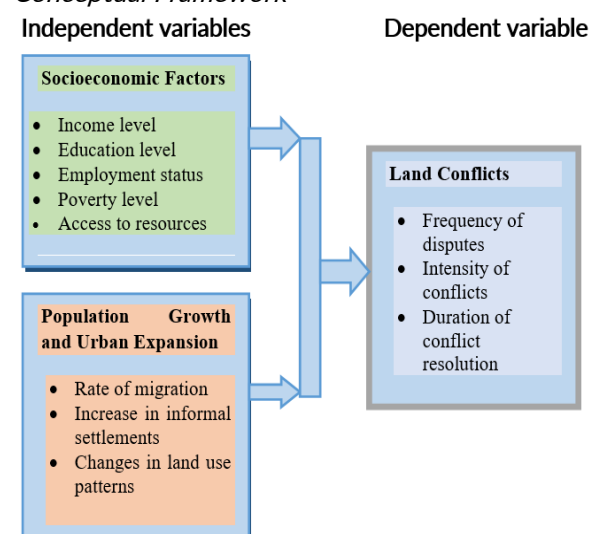 Conceptual Framework
Independent variables
Dependent variable
Socioeconomic Factors
• Income level
• Education level
• Employment status
• Poverty level
• Access to resources
Population Growth
and Urban Expansion
• Rate of migration
• Increase in informal
settlements
• Changes in land use
patterns
Land Conflicts
• Frequency of
disputes
• Intensity of
conflicts
• Duration of
conflict
resolution